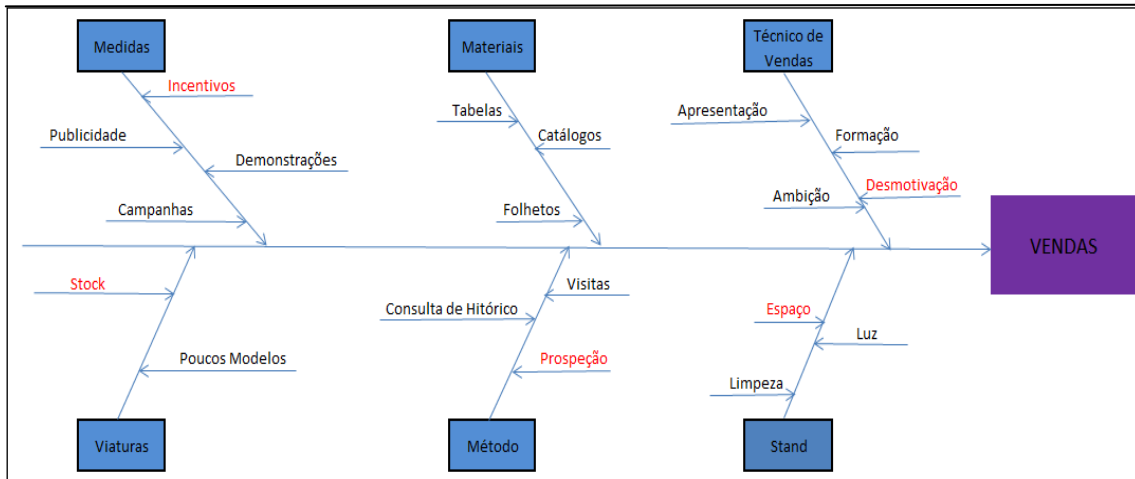 Medidas
Materiais
Técnico de
Vendas
Incentivos
Tabelas
Apresentação
Publicidade
Catálogos
Formação
Demonstrações
Desmotivação
Campanhas
Folhetos
Ambição
VENDAS
Stock
Visitas
Consulta de Hitórico
Espaço
Luz
Poucos Modelos
Prospeção
Limpeza
Viaturas
Método
Stand